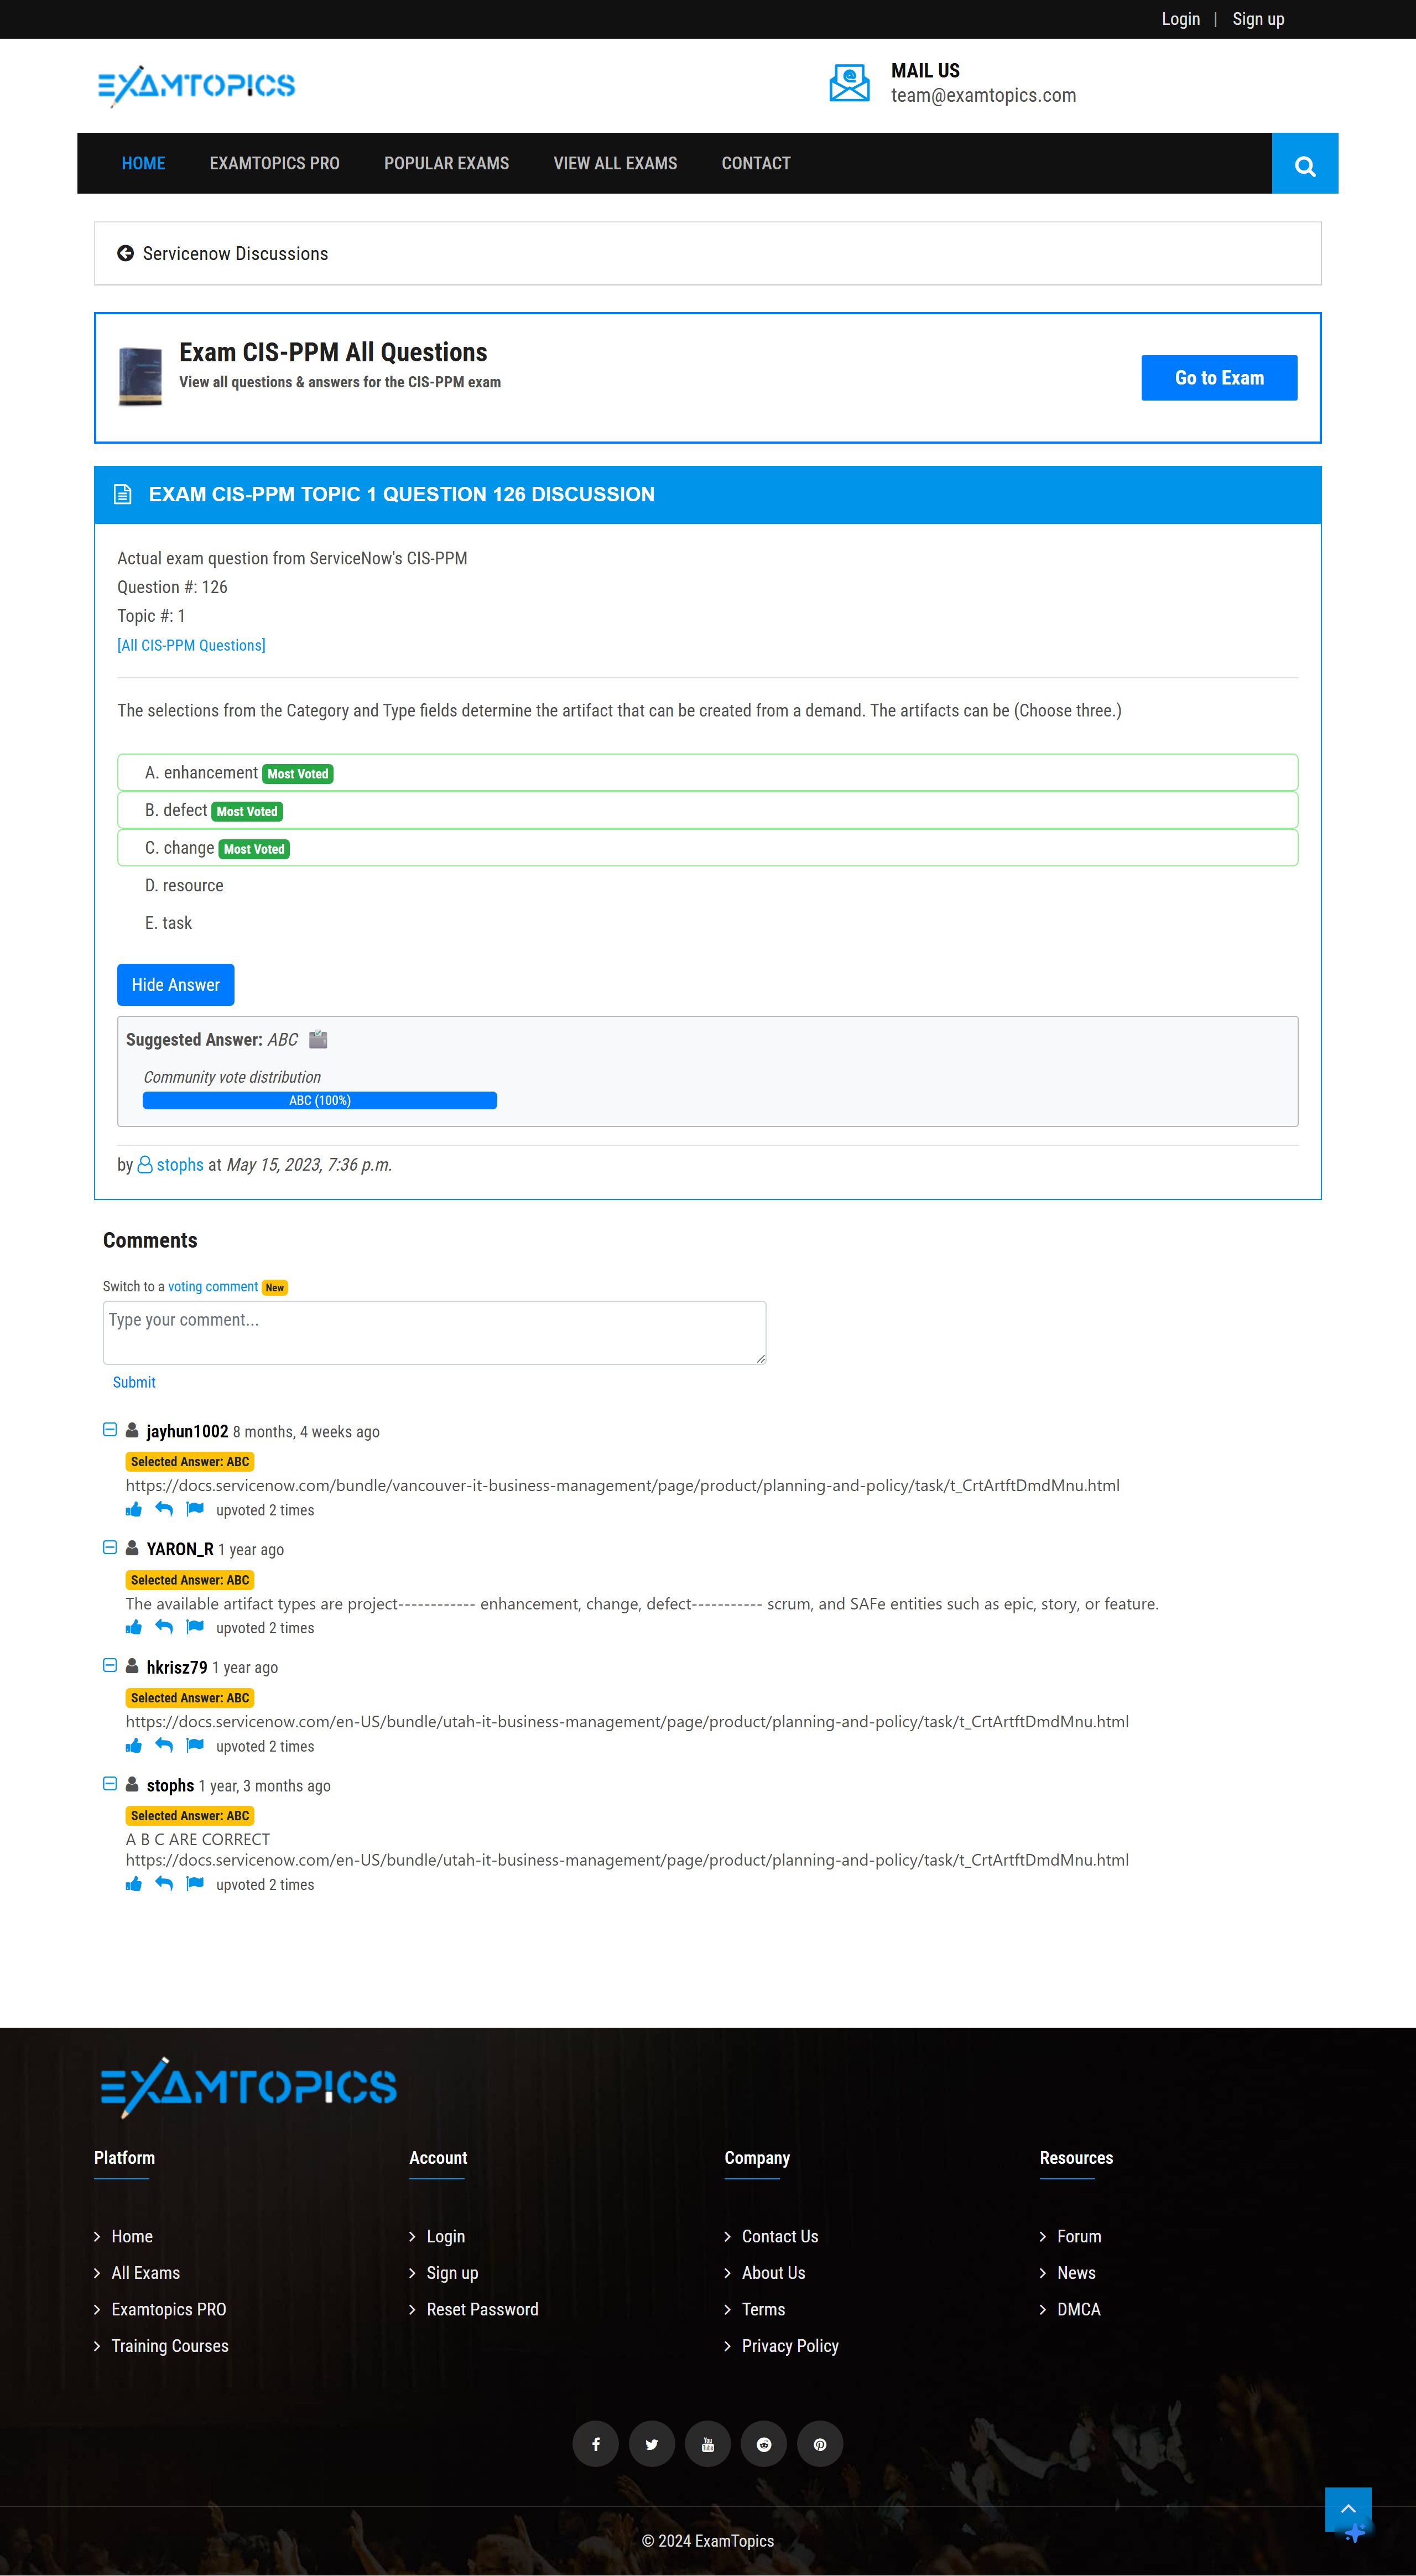 Login | Sign up
EXAMTOPICS
MAIL US
team@examtopics.com
HOME EXAMTOPICS PRO POPULAR EXAMS VIEW ALL EXAMS CONTACT
Servicenow Discussions
Exam CIS-PPM All Questions
View all questions & answers for the CIS-PPM exam
Go to Exam
EXAM CIS-PPM TOPIC 1 QUESTION 126 DISCUSSION
Actual exam question from ServiceNow's CIS-PPM
Question #: 126
Topic #: 1
[All CIS-PPM Questions]
The selections from the Category and Type fields determine the artifact that can be created from a demand. The artifacts can be (Choose three.)
A. enhancement Most Voted
B. defect Most Voted
C. change Most Voted
D. resource
E. task
Hide Answer
Suggested Answer: ABC
Community vote distribution
ABC (100%)
by stophs at May 15, 2023, 7:36 p.m.
Comments
Switch to a voting comment New
Type your comment...
Submit
jayhun1002 8 months, 4 weeks ago
Selected Answer: ABC
https://docs.servicenow.com/bundle/vancouver-it-business-management/page/product/planning-and-policy/task/t_CrtArtftDmdMnu.html
upvoted 2 times
YARON_R 1 year ago
Selected Answer: ABC
The available artifact types are project------------ enhancement, change, defect----------- scrum, and SAFe entities such as epic, story, or feature.
upvoted 2 times
hkrisz79 1 year ago
Selected Answer: ABC
https://docs.servicenow.com/en-US/bundle/utah-it-business-management/page/product/planning-and-policy/task/t_CrtArtftDmdMnu.html
upvoted 2 times
stophs 1 year, 3 months ago
Selected Answer: ABC
A B C ARE CORRECT
https://docs.servicenow.com/en-US/bundle/utah-it-business-management/page/product/planning-and-policy/task/t_CrtArtftDmdMnu.html
upvoted 2 times
EXAMTOPICS
Platform
Home
All Exams
Examtopics PRO
Training Courses
Account
Login
Sign up
Reset Password
Company
Contact Us
About Us
Terms
Privacy Policy
Resources
Forum
News
DMCA
© 2024 ExamTopics